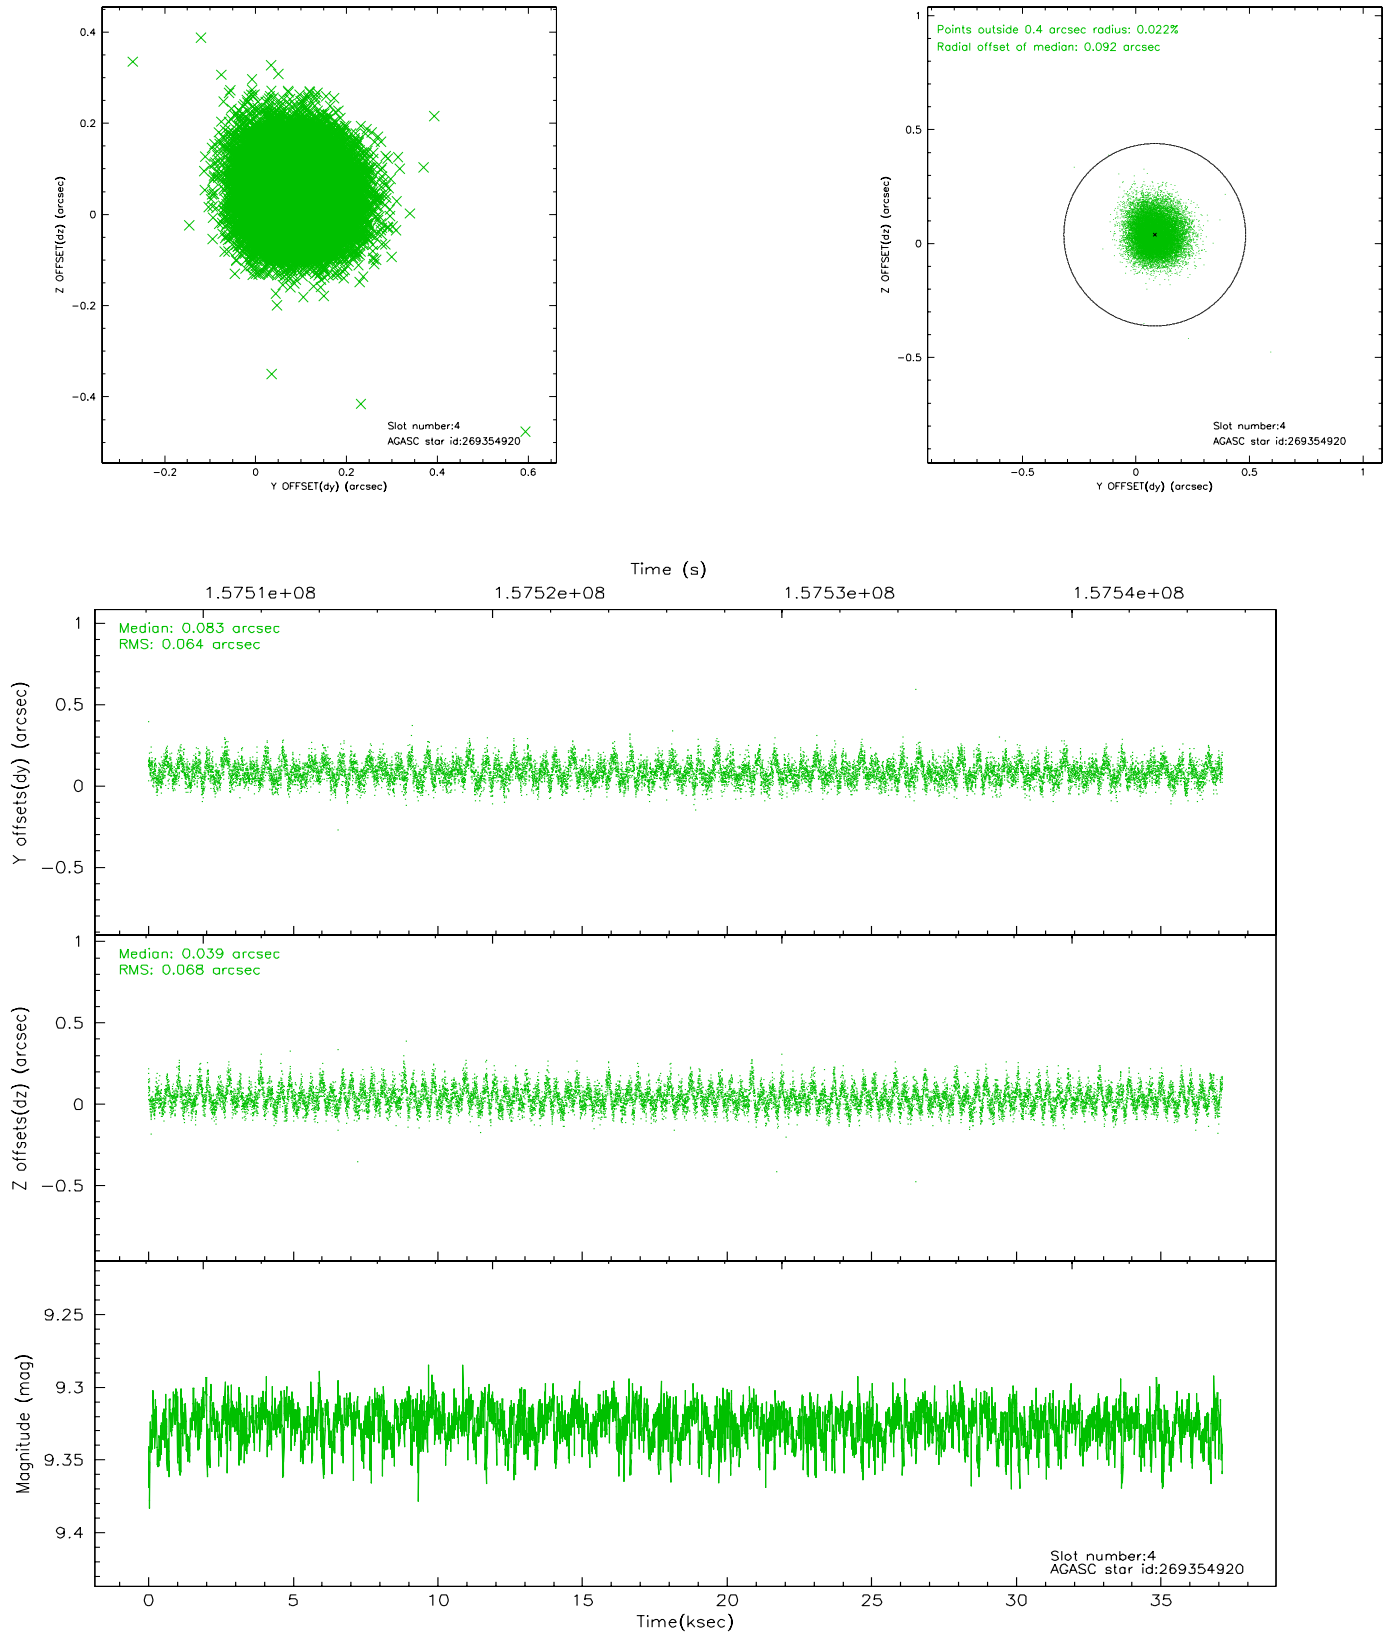 0.4
0.2
0
−0.2
−0.4
Z OFFSET(dz) (arcsec)
Slot number:4
AGASC star id:269354920
−0.2 0 0.2 0.4 0.6
Y OFFSET(dy) (arcsec)
Points outside 0.4 arcsec radius: 0.022%
Radial offset of median: 0.092 arcsec
1
0.5
0
−0.5
Z OFFSET(dz) (arcsec)
Slot number:4
AGASC star id:269354920
−0.5 0 0.5 1
Y OFFSET(dy) (arcsec)
Time (s)
1.5751e+08 1.5752e+08 1.5753e+08 1.5754e+08
Median: 0.083 arcsec
RMS: 0.064 arcsec
1
0.5
0
−0.5
Y offsets(dy) (arcsec)
Median: 0.039 arcsec
RMS: 0.068 arcsec
1
0.5
0
−0.5
Z offsets(dz) (arcsec)
9.25
9.3
9.35
9.4
Magnitude (mag)
Slot number:4
AGASC star id:269354920
0 5 10 15 20 25 30 35
Time(ksec)